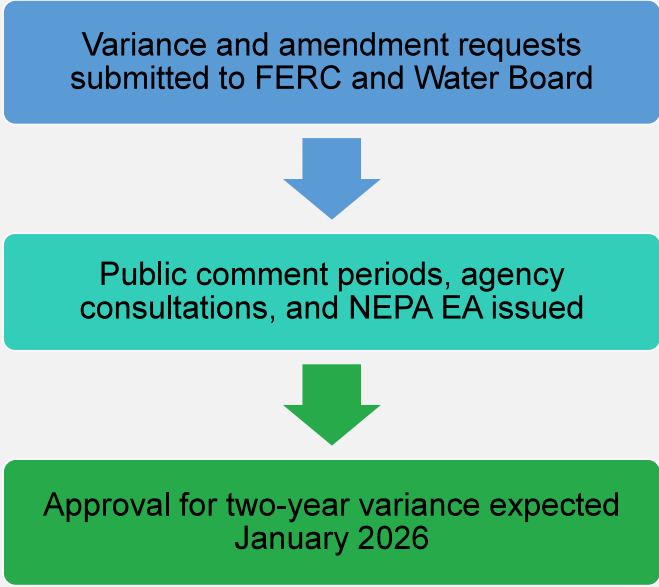 Variance and amendment requests
submitted to FERC and Water Board
Public comment periods, agency
consultations, and NEPA EA issued
Approval for two-year variance expected
January 2026